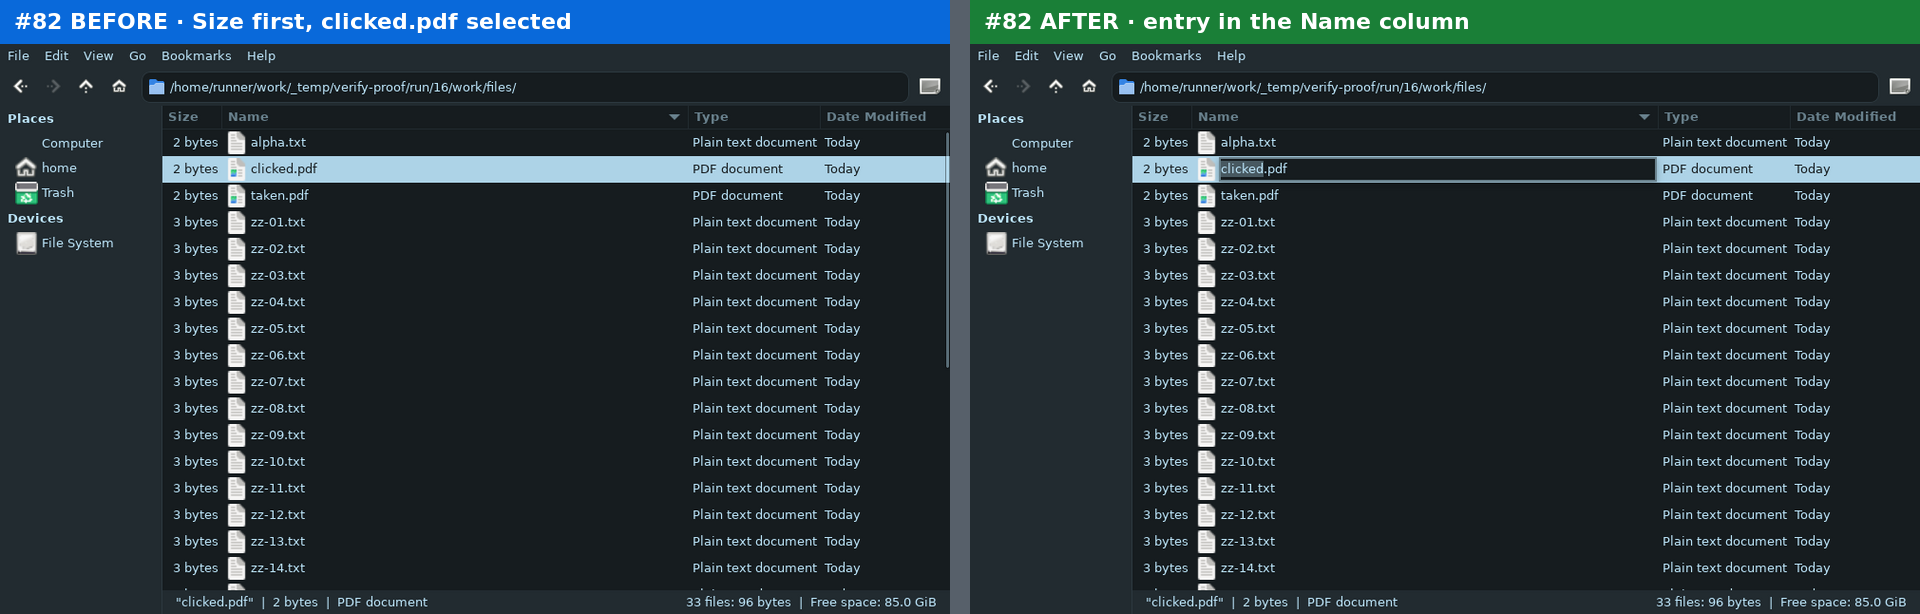 #82 BEFORE · Size first, clicked.pdf selected
File Edit View Go Bookmarks Help
/home/runner/work/_temp/verify-proof/run/16/work/files/
Places
Computer
home
Trash
Devices
File System
Size Name Type Date Modified
2 bytes alpha.txt Plain text document Today
2 bytes clicked.pdf PDF document Today
2 bytes taken.pdf PDF document Today
3 bytes zz-01.txt Plain text document Today
3 bytes zz-02.txt Plain text document Today
3 bytes zz-03.txt Plain text document Today
3 bytes zz-04.txt Plain text document Today
3 bytes zz-05.txt Plain text document Today
3 bytes zz-06.txt Plain text document Today
3 bytes zz-07.txt Plain text document Today
3 bytes zz-08.txt Plain text document Today
3 bytes zz-09.txt Plain text document Today
3 bytes zz-10.txt Plain text document Today
3 bytes zz-11.txt Plain text document Today
3 bytes zz-12.txt Plain text document Today
3 bytes zz-13.txt Plain text document Today
3 bytes zz-14.txt Plain text document Today
"clicked.pdf" | 2 bytes | PDF document 33 files: 96 bytes | Free space: 85.0 GiB
#82 AFTER · entry in the Name column
File Edit View Go Bookmarks Help
/home/runner/work/_temp/verify-proof/run/16/work/files/
Places
Computer
home
Trash
Devices
File System
Size Name Type Date Modified
2 bytes alpha.txt Plain text document Today
2 bytes clicked.pdf PDF document Today
2 bytes taken.pdf PDF document Today
3 bytes zz-01.txt Plain text document Today
3 bytes zz-02.txt Plain text document Today
3 bytes zz-03.txt Plain text document Today
3 bytes zz-04.txt Plain text document Today
3 bytes zz-05.txt Plain text document Today
3 bytes zz-06.txt Plain text document Today
3 bytes zz-07.txt Plain text document Today
3 bytes zz-08.txt Plain text document Today
3 bytes zz-09.txt Plain text document Today
3 bytes zz-10.txt Plain text document Today
3 bytes zz-11.txt Plain text document Today
3 bytes zz-12.txt Plain text document Today
3 bytes zz-13.txt Plain text document Today
3 bytes zz-14.txt Plain text document Today
"clicked.pdf" | 2 bytes | PDF document 33 files: 96 bytes | Free space: 85.0 GiB